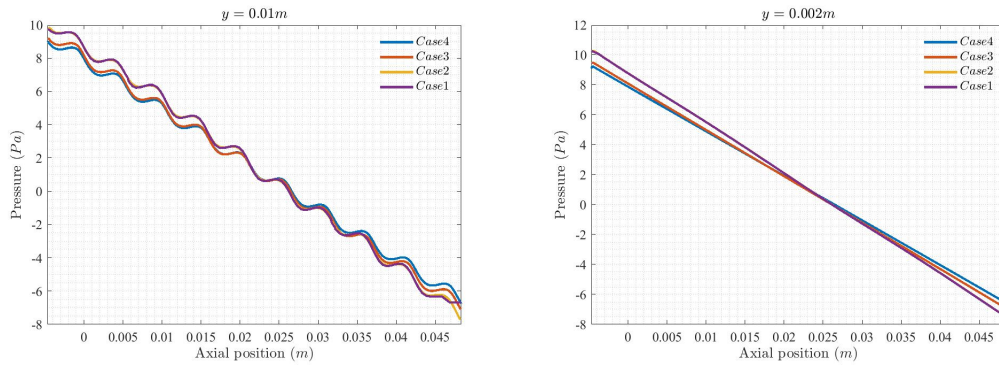 y = 0.01m
10
8
6
4
2
0
-2
-4
-6
-8
Pressure (Pa)
Case4
Case3
Case2
Case1
0 0.005 0.01 0.015 0.02 0.025 0.03 0.035 0.04 0.045
Axial position (m)
y = 0.002m
12
10
8
6
4
2
0
-2
-4
-6
-8
Pressure (Pa)
Case4
Case3
Case2
Case1
0 0.005 0.01 0.015 0.02 0.025 0.03 0.035 0.04 0.045
Axial position (m)